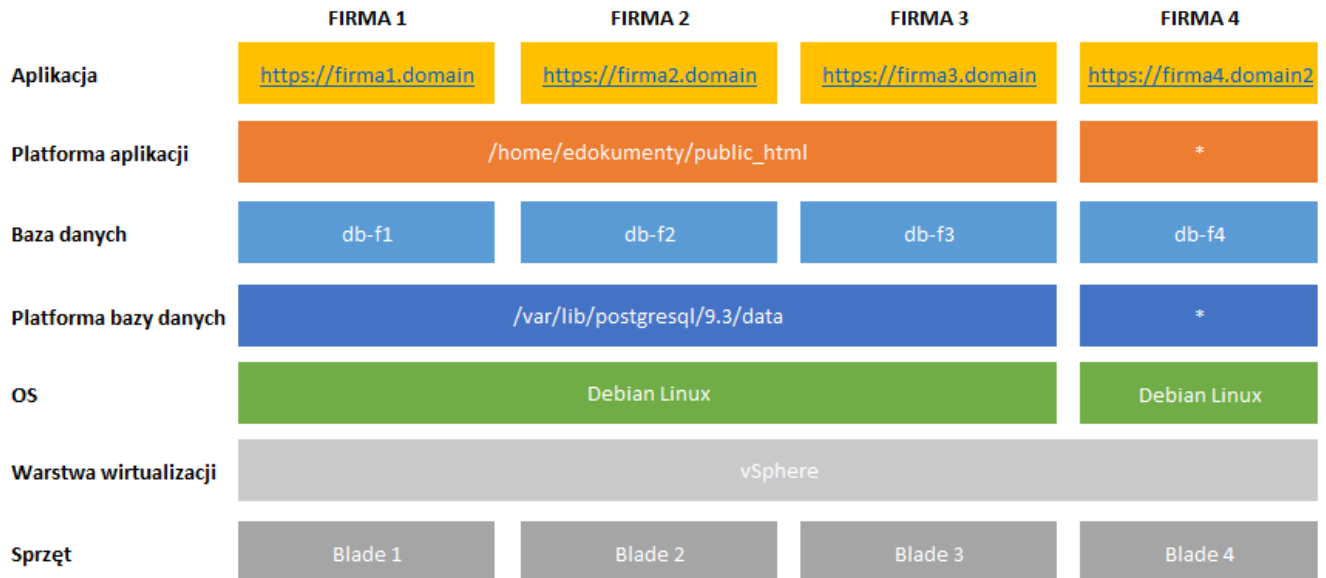 FIRMA 1 FIRMA 2 FIRMA 3 FIRMA 4
Aplikacja https://firma1.domain https://firma2.domain https://firma3.domain https://firma4.domain2
Platforma aplikacji /home/edokumenty/public_html *
Baza danych db-f1 db-f2 db-f3 db-f4
Platforma bazy danych /var/lib/postgresql/9.3/data *
OS Debian Linux Debian Linux
Warstwa wirtualizacji vSphere
Sprzęt Blade 1 Blade 2 Blade 3 Blade 4